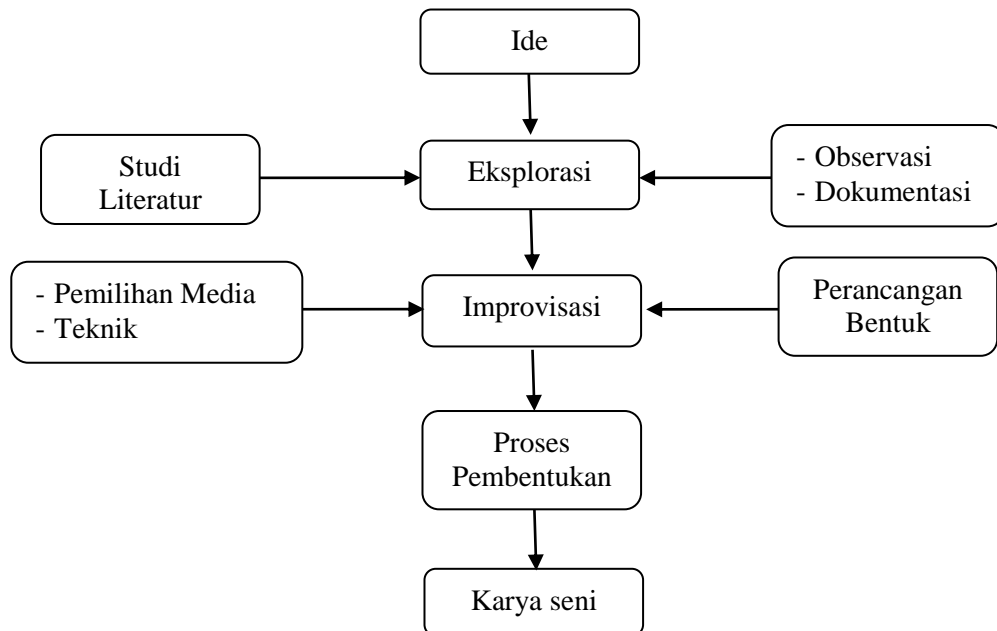 Ide
Studi
Literatur
Eksplorasi
- Observasi
- Dokumentasi
- Pemilihan Media
- Teknik
Improvisasi
Perancangan
Bentuk
Proses
Pembentukan
Karya seni